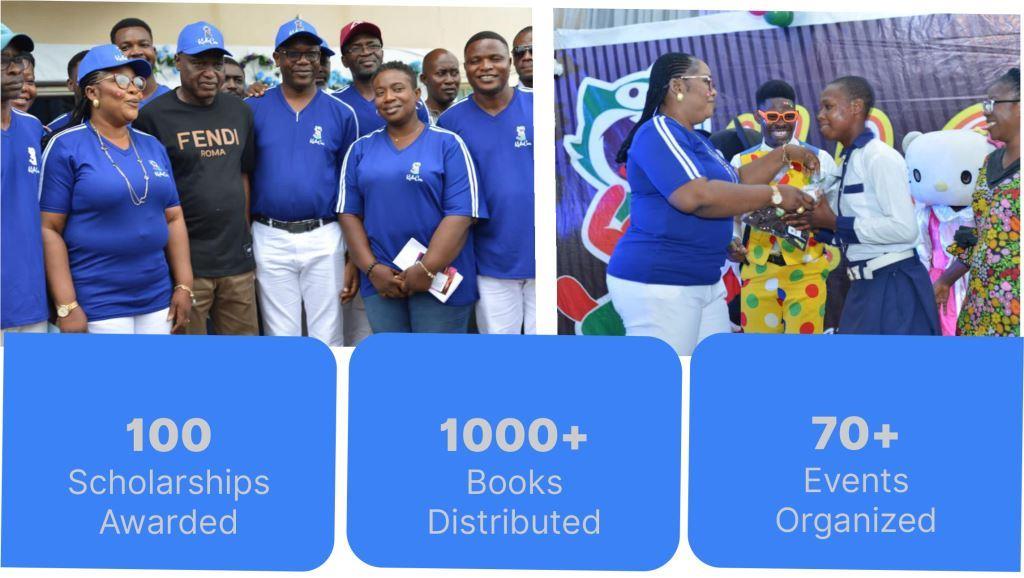 FENDI
ROMA
100
Scholarships
Awarded
1000+
Books
Distributed
70+
Events
Organized